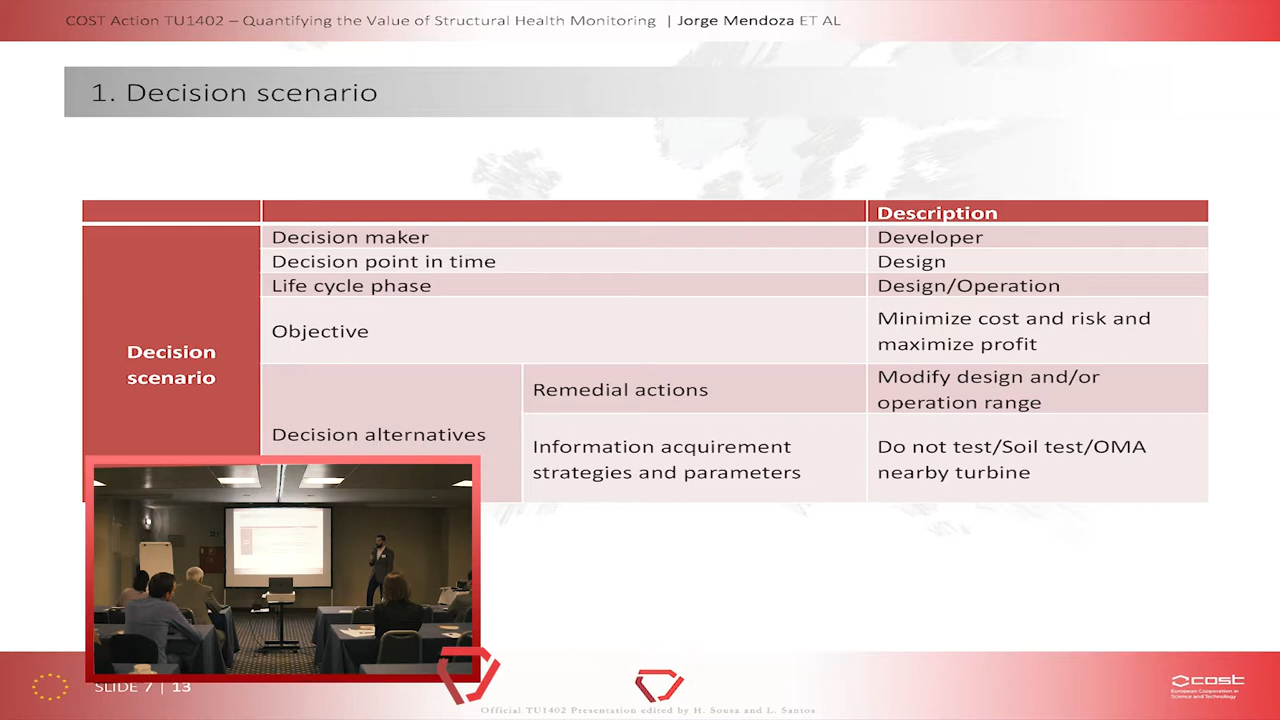 COST Action TU1402 – Quantifying the Value of Structural Health Monitoring | Jorge Mendoza ET AL
1. Decision scenario
Description
Decision scenario
Decision maker
Developer
Decision point in time
Design
Life cycle phase
Design/Operation
Objective
Minimize cost and risk and
maximize profit
Decision alternatives
Remedial actions
Modify design and/or
operation range
Information acquirement
strategies and parameters
Do not test/Soil test/OMA
nearby turbine
SLIDE 7 | 13
cost
European Cooperation in
Science and Technology
Official TU1402 Presentation edited by H. Sousa and L. Santos